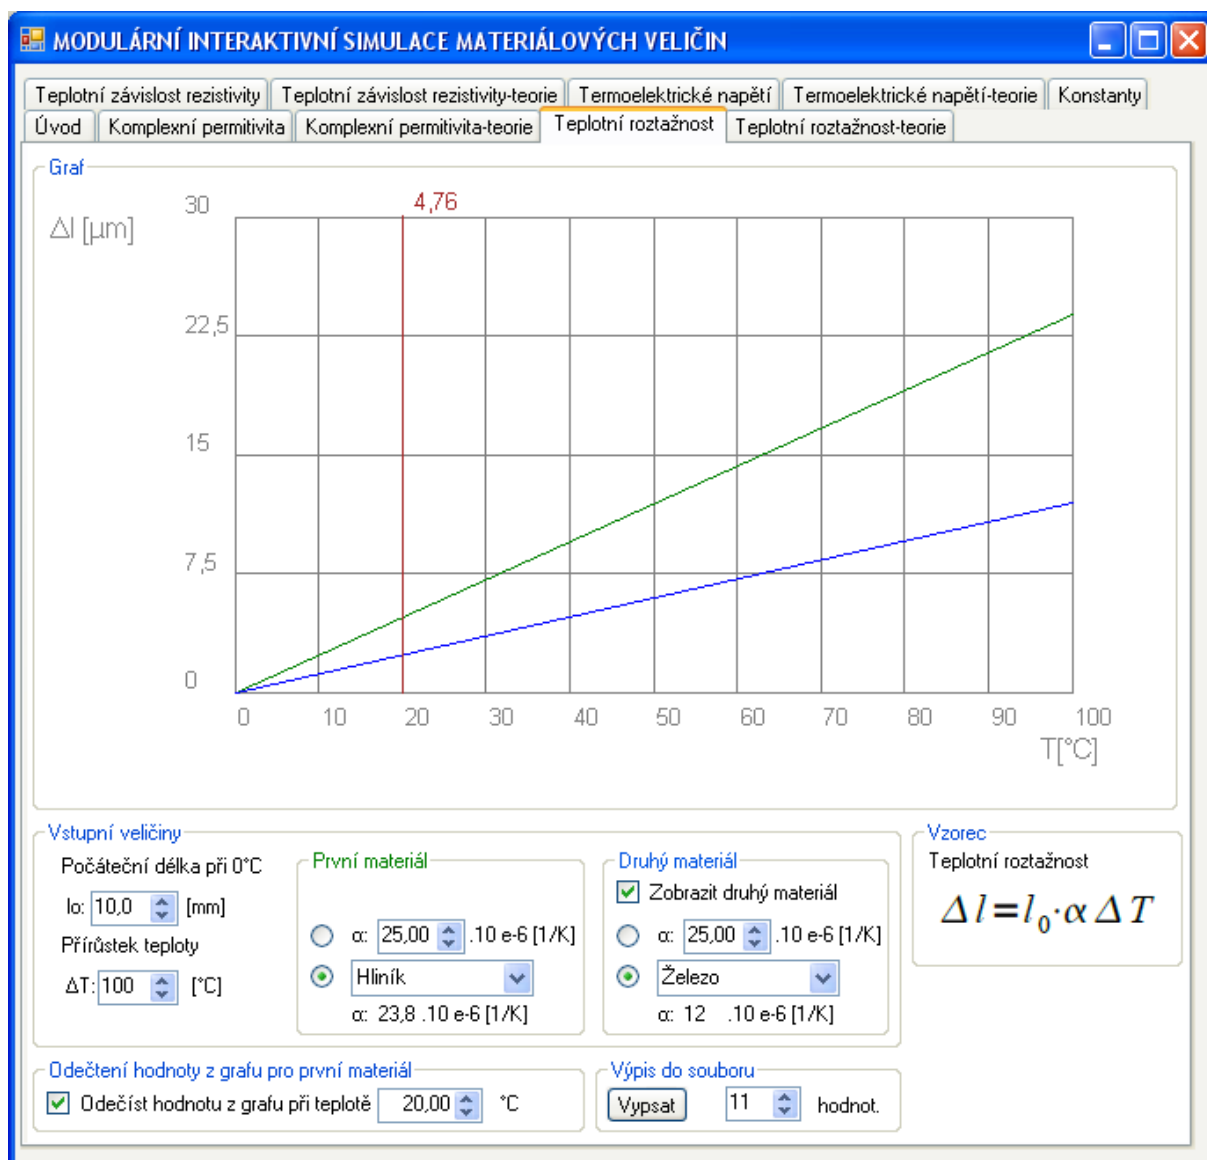 MODULÁRNÍ INTERAKTIVNÍ SIMULACE MATERIÁLOVÝCH VELIČIN
Teplotní závislost rezistivity Teplotní závislost rezistivity-teorie Termoelektrické napětí Termoelektrické napětí-teorie Konstanty
Úvod Komplexní permitivita Komplexní permitivita-teorie Teplotní roztažnost Teplotní roztažnost-teorie
Graf
30 4,76
Δl [μm]
22,5
15
7,5
0
0 10 20 30 40 50 60 70 80 90 100
T[°C]
Vstupní veličiny
Počáteční délka při 0°C
lo: 10,0 [mm]
Přírůstek teploty
ΔT: 100 [°C]
První materiál
α: 25,00 .10 e-6 [1/K]
Hliník
α: 23,8 .10 e-6 [1/K]
Druhý materiál
Zobrazit druhý materiál
α: 25,00 .10 e-6 [1/K]
Železo
α: 12 .10 e-6 [1/K]
Vzorec
Teplotní roztažnost
Δl=l₀·αΔT
Odečtení hodnoty z grafu pro první materiál
Odečíst hodnotu z grafu při teplotě 20,00 °C
Výpis do souboru
Vypsat 11 hodnot.